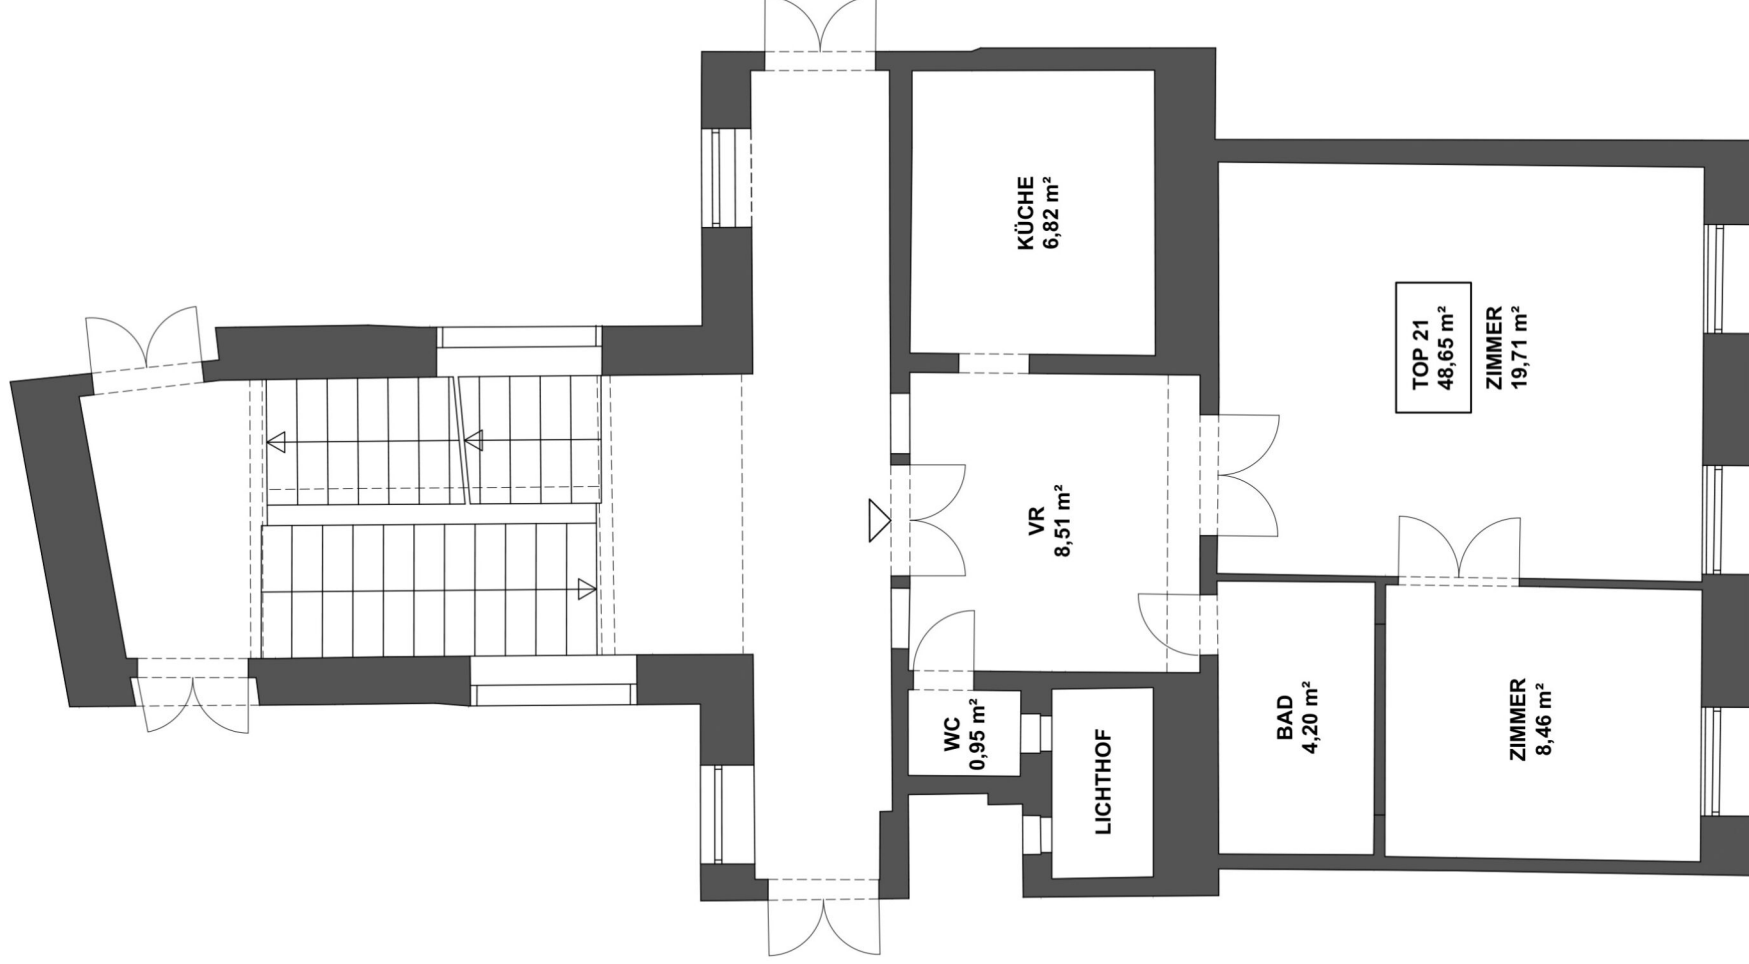 KÜCHE
6,82 m²
TOP 21
48,65 m²
ZIMMER
19,71 m²
VR
8,51 m²
WC
0,95 m²
LICHTHOF
BAD
4,20 m²
ZIMMER
8,46 m²